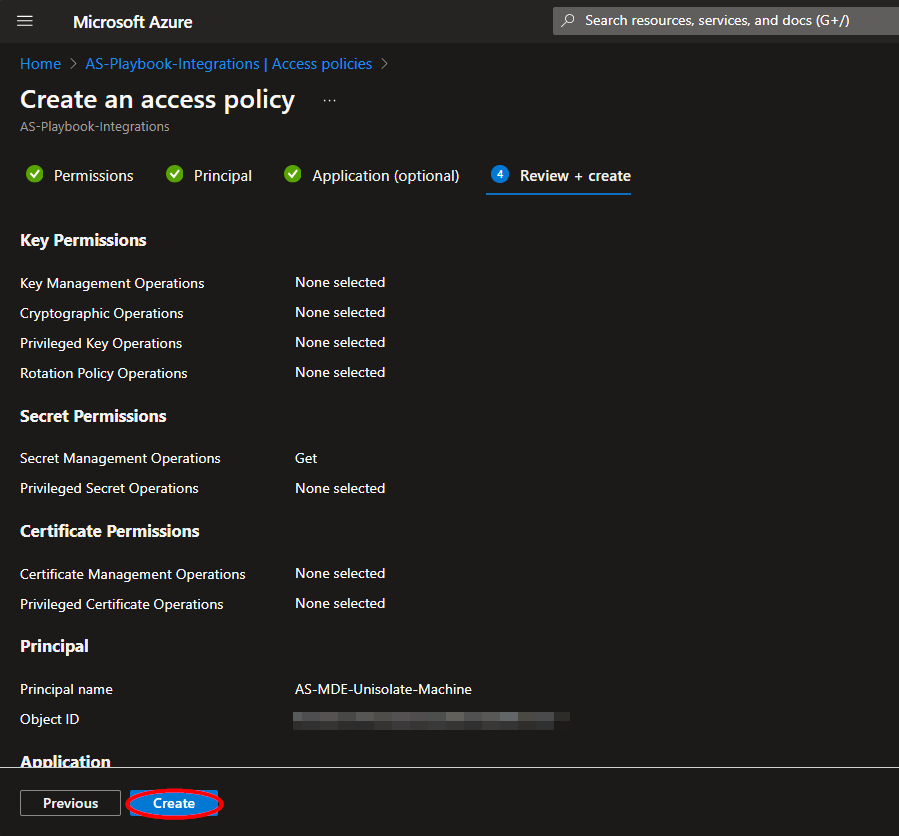 Microsoft Azure
Search resources, services, and docs (G+/)
Home > AS-Playbook-Integrations | Access policies >
Create an access policy ...
AS-Playbook-Integrations
Permissions Principal Application (optional) 4 Review + create
Key Permissions
Key Management Operations None selected
Cryptographic Operations None selected
Privileged Key Operations None selected
Rotation Policy Operations None selected
Secret Permissions
Secret Management Operations Get
Privileged Secret Operations None selected
Certificate Permissions
Certificate Management Operations None selected
Privileged Certificate Operations None selected
Principal
Principal name AS-MDE-Unisolate-Machine
Object ID
Application
Previous Create